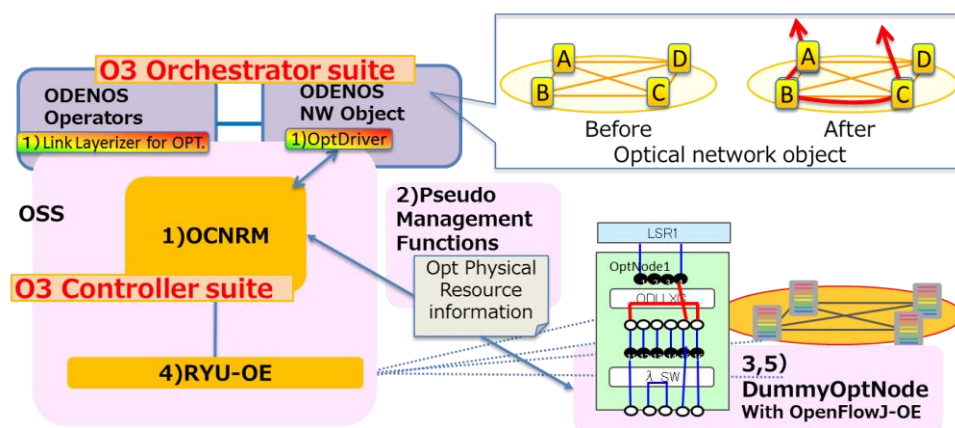 O3 Orchestrator suite
ODENOS
Operators
1)Link Layerizer for OPT.
ODENOS
NW Object
1)OptDriver
A
D
B
C
Before
A
D
B
C
After
Optical network object
OSS
1)OCNRM
O3 Controller suite
4)RYU-OE
2)Pseudo
Management
Functions
Opt Physical
Resource
information
LSR1
OptNode1
ODU XC
λ SW
3,5)
DummyOptNode
With OpenFlowJ-OE